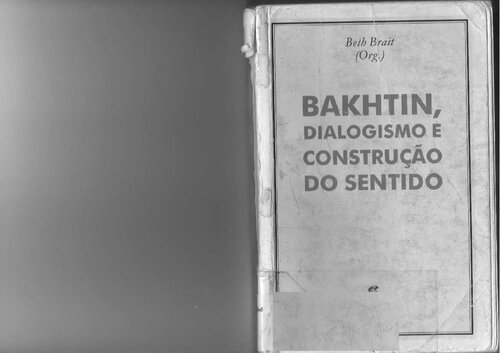 Beth Brait
(Org.)
BAKHTIN,
DIALOGISMO E
CONSTRUÇÃO
DO SENTIDO